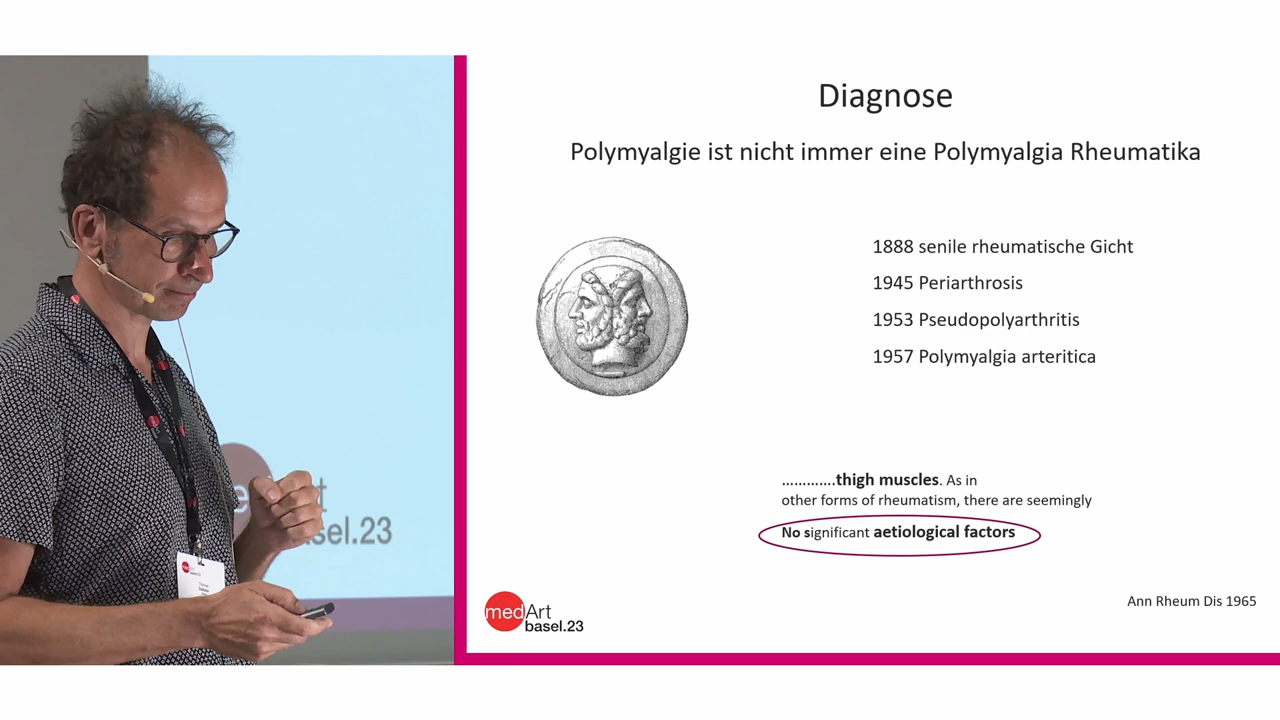 Diagnose
Polymyalgie ist nicht immer eine Polymyalgia Rheumatika
1888 senile rheumatische Gicht
1945 Periarthrosis
1953 Pseudopolyarthritis
1957 Polymyalgia arteritica
.............thigh muscles. As in
other forms of rheumatism, there are seemingly
No significant aetiological factors
Ann Rheum Dis 1965
medArt
basel.23
basel.23